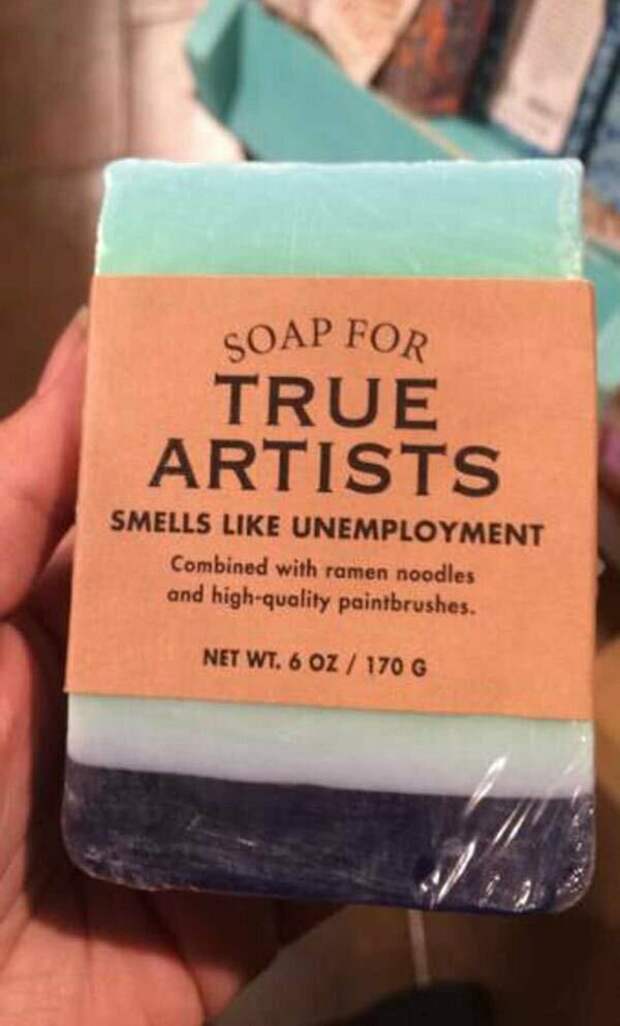 SOAP FOR
TRUE
ARTISTS
SMELLS LIKE UNEMPLOYMENT
Combined with ramen noodles
and high-quality paintbrushes.
NET WT. 6 OZ / 170 G